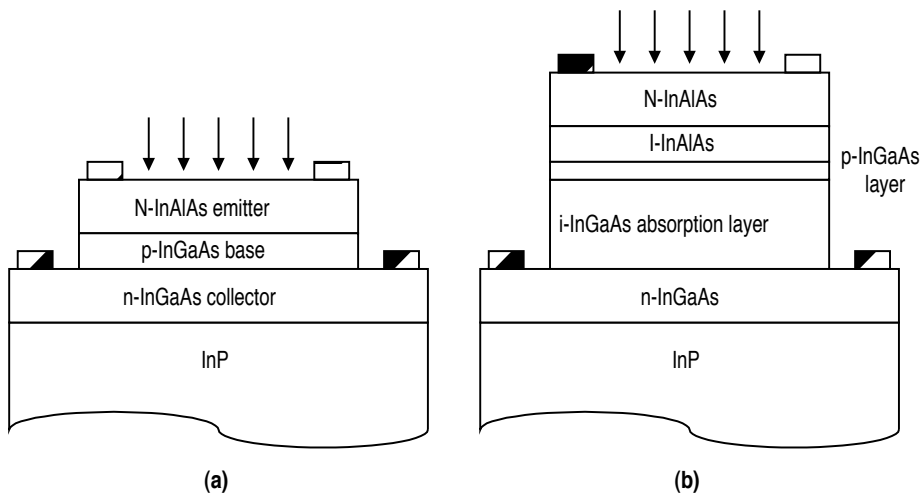 N-InAlAs emitter
p-InGaAs base
n-InGaAs collector
InP
(a)
N-InAlAs
I-InAlAs
p-InGaAs
layer
i-InGaAs absorption layer
n-InGaAs
InP
(b)